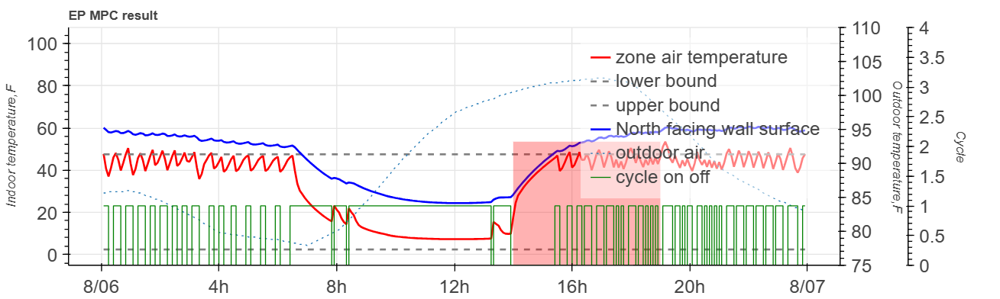 EP MPC result
Indoor temperature,F
100
80
60
40
20
0
8/06
4h
8h
12h
16h
20h
8/07
zone air temperature
lower bound
upper bound
North facing wall surface
outdoor air
cycle on off
110
105
100
95
90
85
80
75
Outdoor temperature,F
4
3.5
3
2.5
2
1.5
1
0.5
0
Cycle